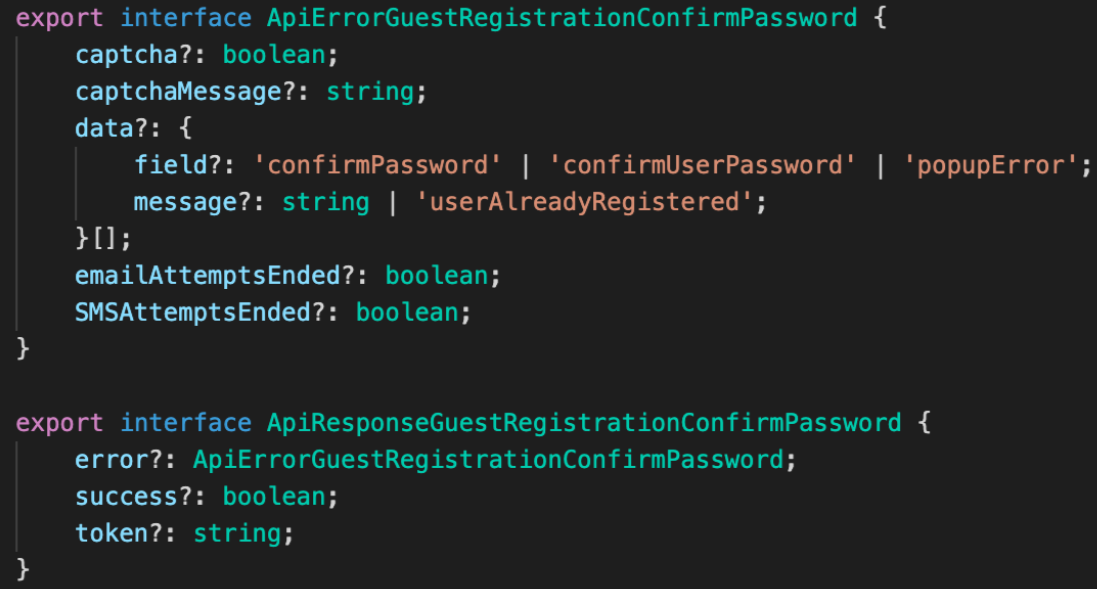 export interface ApiErrorGuestRegistrationConfirmPassword {
    captcha?: boolean;
    captchaMessage?: string;
    data?: {
        field?: 'confirmPassword' | 'confirmUserPassword' | 'popupError';
        message?: string | 'userAlreadyRegistered';
    }[];
    emailAttemptsEnded?: boolean;
    SMSAttemptsEnded?: boolean;
}

export interface ApiResponseGuestRegistrationConfirmPassword {
    error?: ApiErrorGuestRegistrationConfirmPassword;
    success?: boolean;
    token?: string;
}